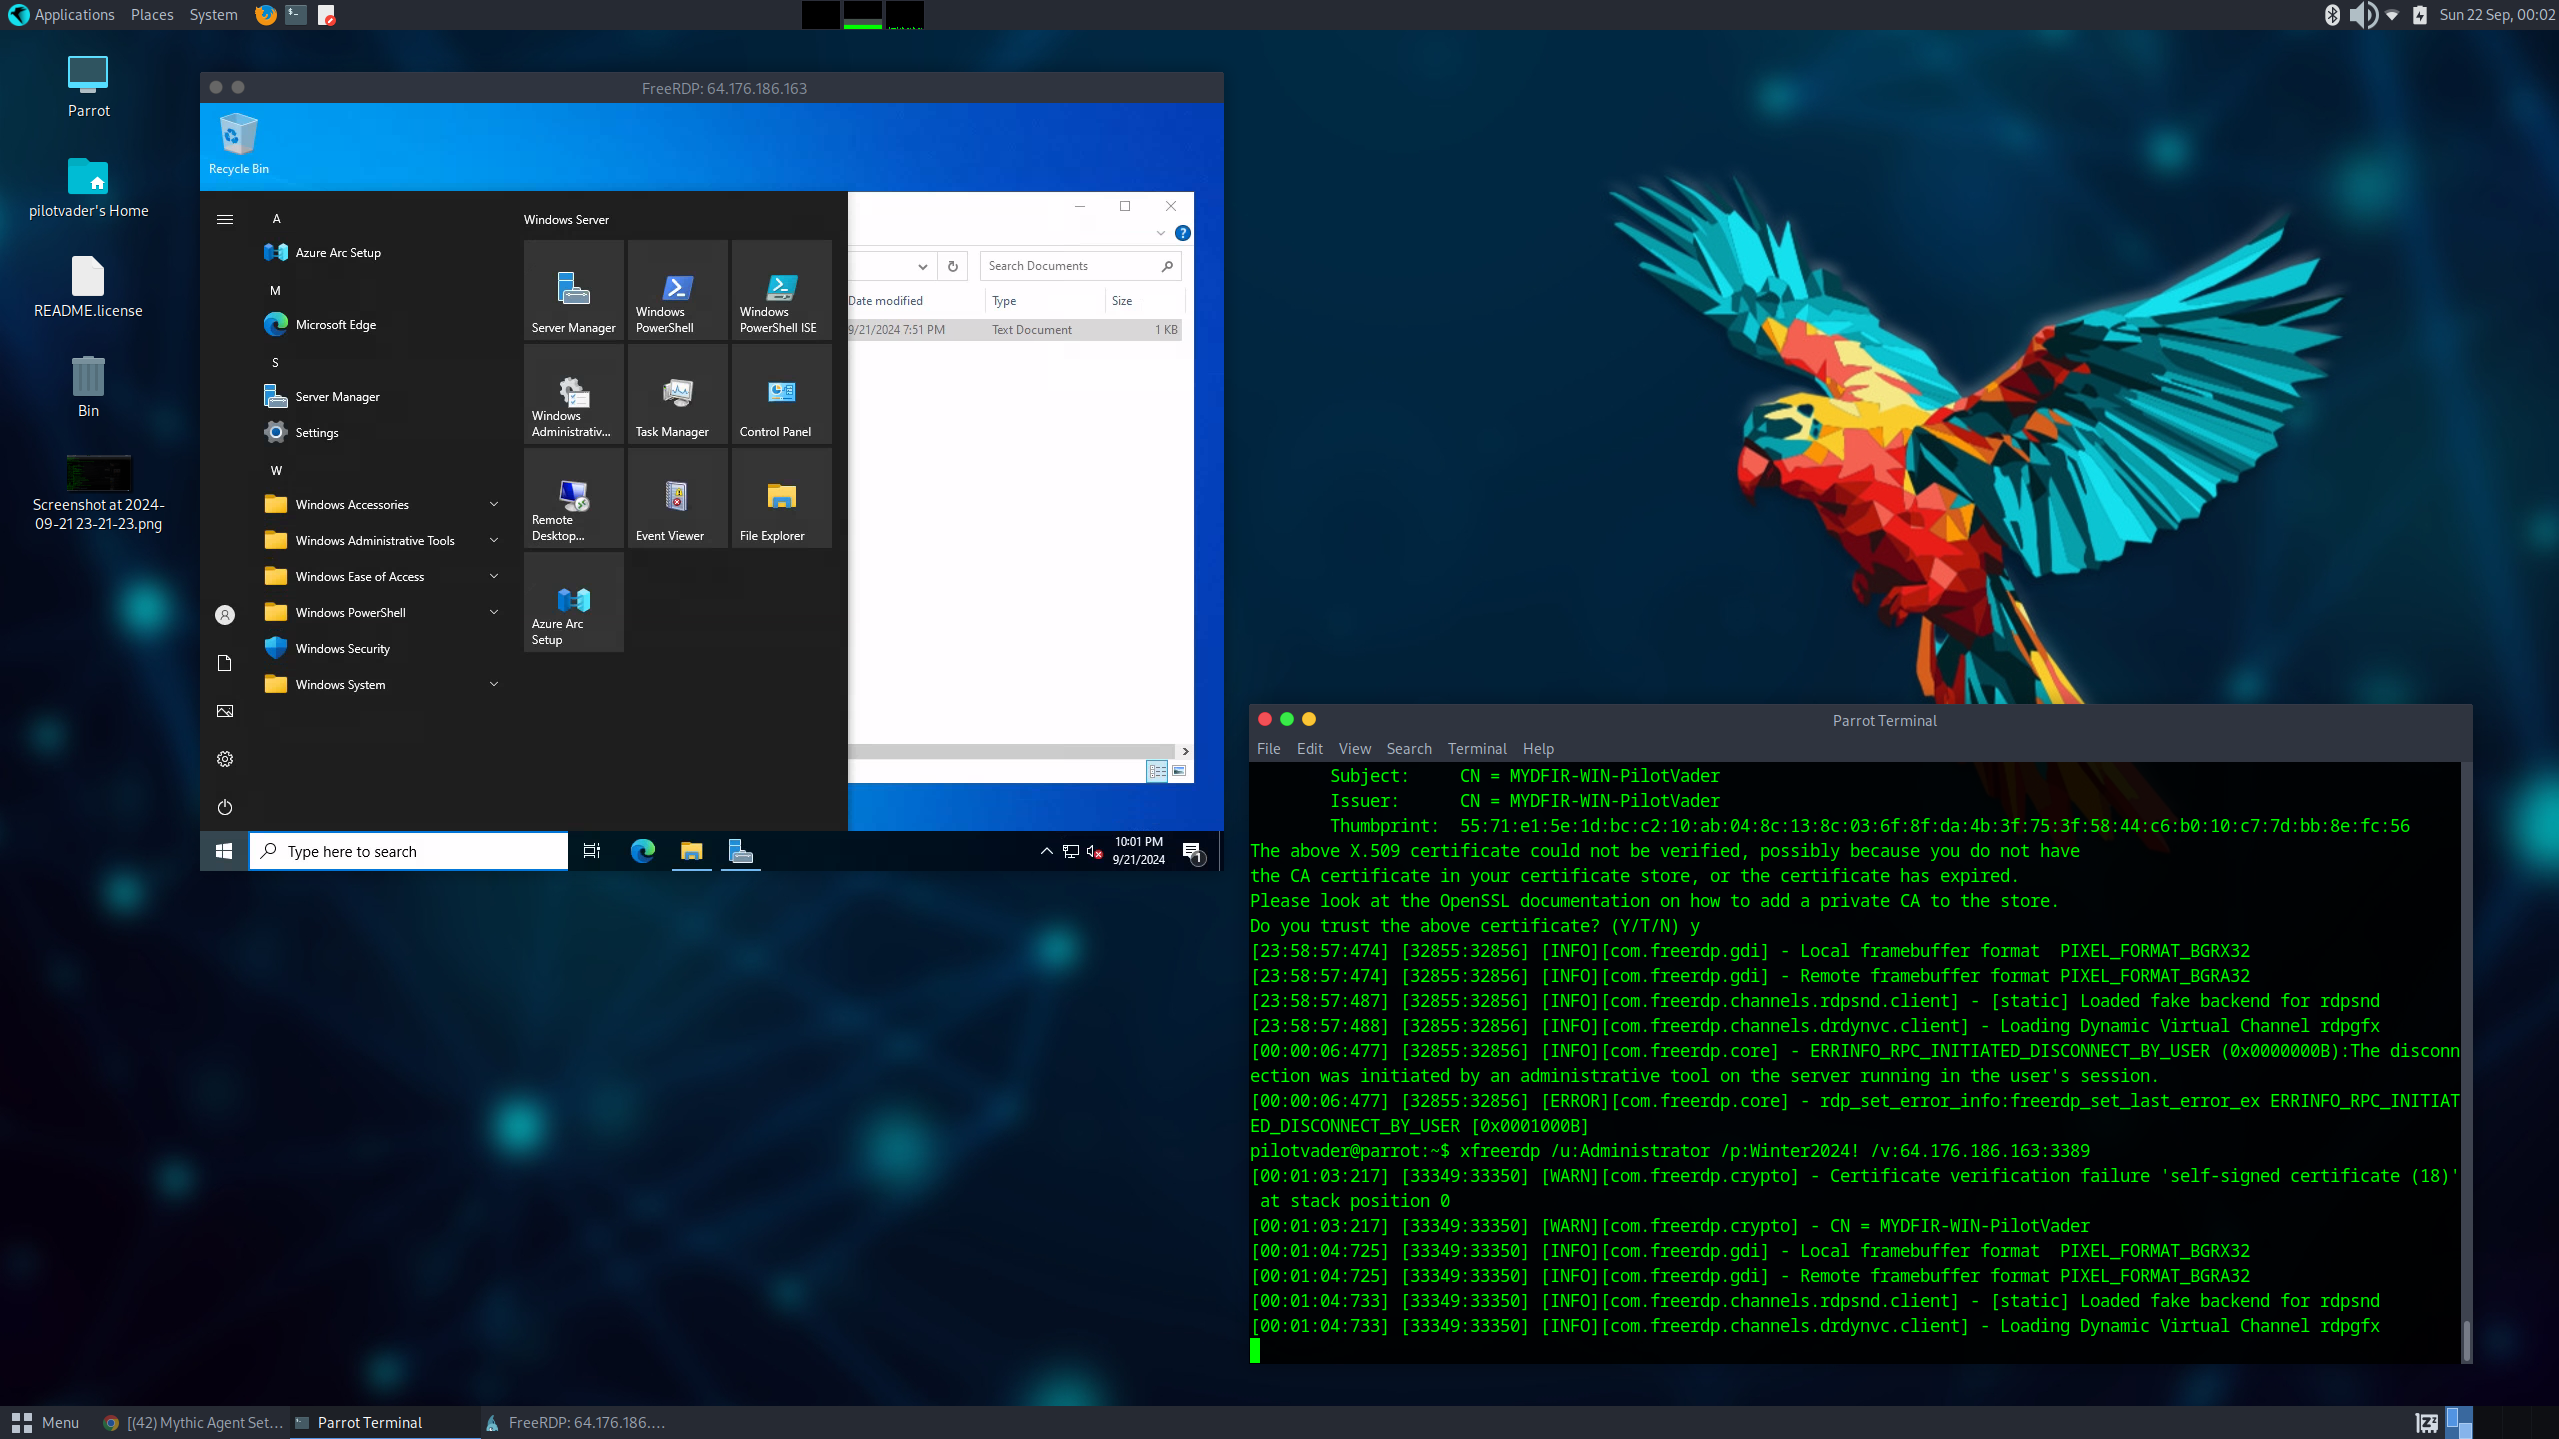 Applications Places System
Sun 22 Sep, 00:02
Parrot
pilotvader's Home
README.license
Bin
Screenshot at 2024-
09-21 23-21-23.png
FreeRDP: 64.176.186.163
Recycle Bin
A
Azure Arc Setup
M
Microsoft Edge
S
Server Manager
Settings
W
Windows Accessories
Windows Administrative Tools
Windows Ease of Access
Windows PowerShell
Windows Security
Windows System
Windows Server
Server Manager
Windows
PowerShell
Windows
PowerShell ISE
Windows
Administrativ...
Task Manager
Control Panel
Remote
Desktop...
Event Viewer
File Explorer
Azure Arc
Setup
Search Documents
Date modified Type Size
9/21/2024 7:51 PM Text Document 1 KB
Type here to search
10:01 PM
9/21/2024
1
Parrot Terminal
File Edit View Search Terminal Help
Subject: CN = MYDFIR-WIN-PilotVader
Issuer: CN = MYDFIR-WIN-PilotVader
Thumbprint: 55:71:e1:5e:1d:bc:c2:10:ab:04:8c:13:8c:03:6f:8f:da:4b:3f:75:3f:58:44:c6:b0:10:c7:7d:bb:8e:fc:56
The above X.509 certificate could not be verified, possibly because you do not have
the CA certificate in your certificate store, or the certificate has expired.
Please look at the OpenSSL documentation on how to add a private CA to the store.
Do you trust the above certificate? (Y/T/N) y
[23:58:57:474] [32855:32856] [INFO][com.freerdp.gdi] - Local framebuffer format  PIXEL_FORMAT_BGRX32
[23:58:57:474] [32855:32856] [INFO][com.freerdp.gdi] - Remote framebuffer format PIXEL_FORMAT_BGRA32
[23:58:57:487] [32855:32856] [INFO][com.freerdp.channels.rdpsnd.client] - [static] Loaded fake backend for rdpsnd
[23:58:57:488] [32855:32856] [INFO][com.freerdp.channels.drdynvc.client] - Loading Dynamic Virtual Channel rdpgfx
[00:00:06:477] [32855:32856] [INFO][com.freerdp.core] - ERRINFO_RPC_INITIATED_DISCONNECT_BY_USER (0x0000000B):The disconn
ection was initiated by an administrative tool on the server running in the user's session.
[00:00:06:477] [32855:32856] [ERROR][com.freerdp.core] - rdp_set_error_info:freerdp_set_last_error_ex ERRINFO_RPC_INITIAT
ED_DISCONNECT_BY_USER [0x0001000B]
pilotvader@parrot:~$ xfreerdp /u:Administrator /p:Winter2024! /v:64.176.186.163:3389
[00:01:03:217] [33349:33350] [WARN][com.freerdp.crypto] - Certificate verification failure 'self-signed certificate (18)'
at stack position 0
[00:01:03:217] [33349:33350] [WARN][com.freerdp.crypto] - CN = MYDFIR-WIN-PilotVader
[00:01:04:725] [33349:33350] [INFO][com.freerdp.gdi] - Local framebuffer format  PIXEL_FORMAT_BGRX32
[00:01:04:725] [33349:33350] [INFO][com.freerdp.gdi] - Remote framebuffer format PIXEL_FORMAT_BGRA32
[00:01:04:733] [33349:33350] [INFO][com.freerdp.channels.rdpsnd.client] - [static] Loaded fake backend for rdpsnd
[00:01:04:733] [33349:33350] [INFO][com.freerdp.channels.drdynvc.client] - Loading Dynamic Virtual Channel rdpgfx
Menu [(42) Mythic Agent Set... Parrot Terminal FreeRDP: 64.176.186....